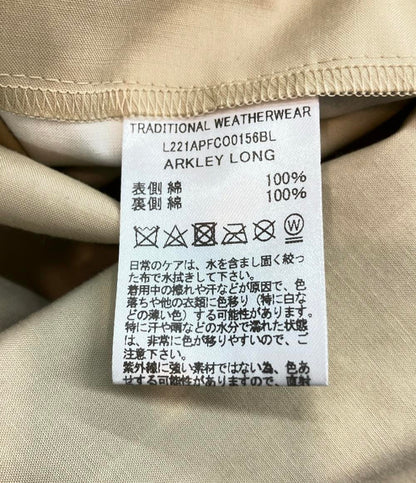 TRADITIONAL WEATHERWEAR
L221APFCO0156BL
ARKLEY LONG
表側 綿 100%
裏側 綿 100%
W
日常のケアは、水を含まし固く絞っ
た布で水拭きして下さい。
着用中の擦れや汗などが原因で、色
落ちや他の衣類に色移り(特に白な
どの薄い色)する可能性があります。
特に汗や雨などの水分で濡れた状態
は、非常に色が移りやすいので、ご
注意下さい。
紫外線に強い素材ではない為、色あ
せする可能性がありますので、直射